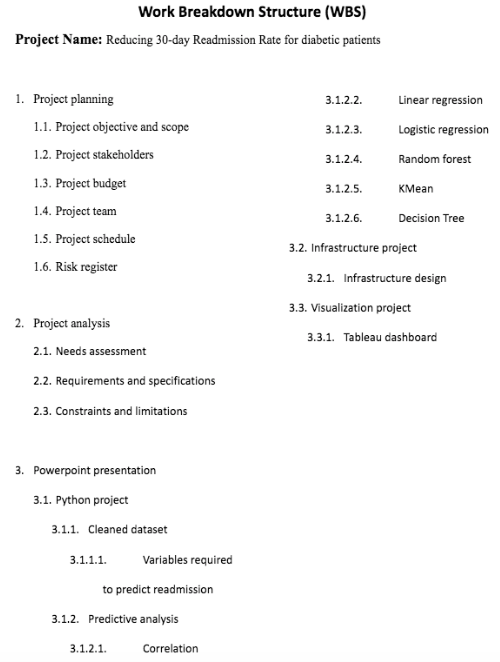 Work Breakdown Structure (WBS)
Project Name: Reducing 30-day Readmission Rate for diabetic patients
1. Project planning
1.1. Project objective and scope
1.2. Project stakeholders
1.3. Project budget
1.4. Project team
1.5. Project schedule
1.6. Risk register
2. Project analysis
2.1. Needs assessment
2.2. Requirements and specifications
2.3. Constraints and limitations
3. Powerpoint presentation
3.1. Python project
3.1.1. Cleaned dataset
3.1.1.1. Variables required
to predict readmission
3.1.2. Predictive analysis
3.1.2.1. Correlation
3.1.2.2. Linear regression
3.1.2.3. Logistic regression
3.1.2.4. Random forest
3.1.2.5. KMean
3.1.2.6. Decision Tree
3.2. Infrastructure project
3.2.1. Infrastructure design
3.3. Visualization project
3.3.1. Tableau dashboard